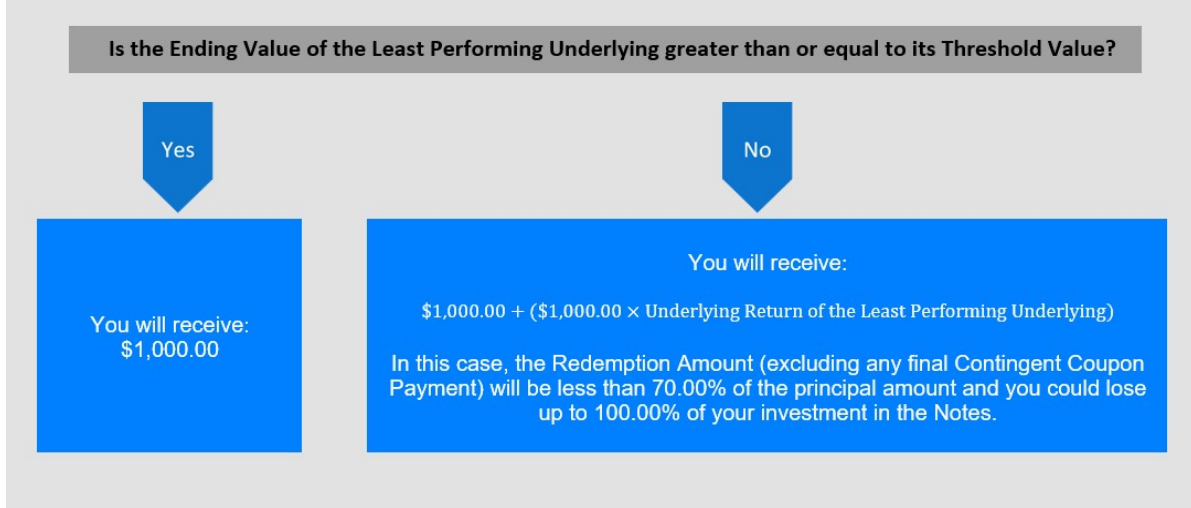 Is the Ending Value of the Least Performing Underlying greater than or equal to its Threshold Value?
Yes
No
You will receive:
$1,000.00
You will receive:
$1,000.00 + ($1,000.00 × Underlying Return of the Least Performing Underlying)
In this case, the Redemption Amount (excluding any final Contingent Coupon
Payment) will be less than 70.00% of the principal amount and you could lose
up to 100.00% of your investment in the Notes.